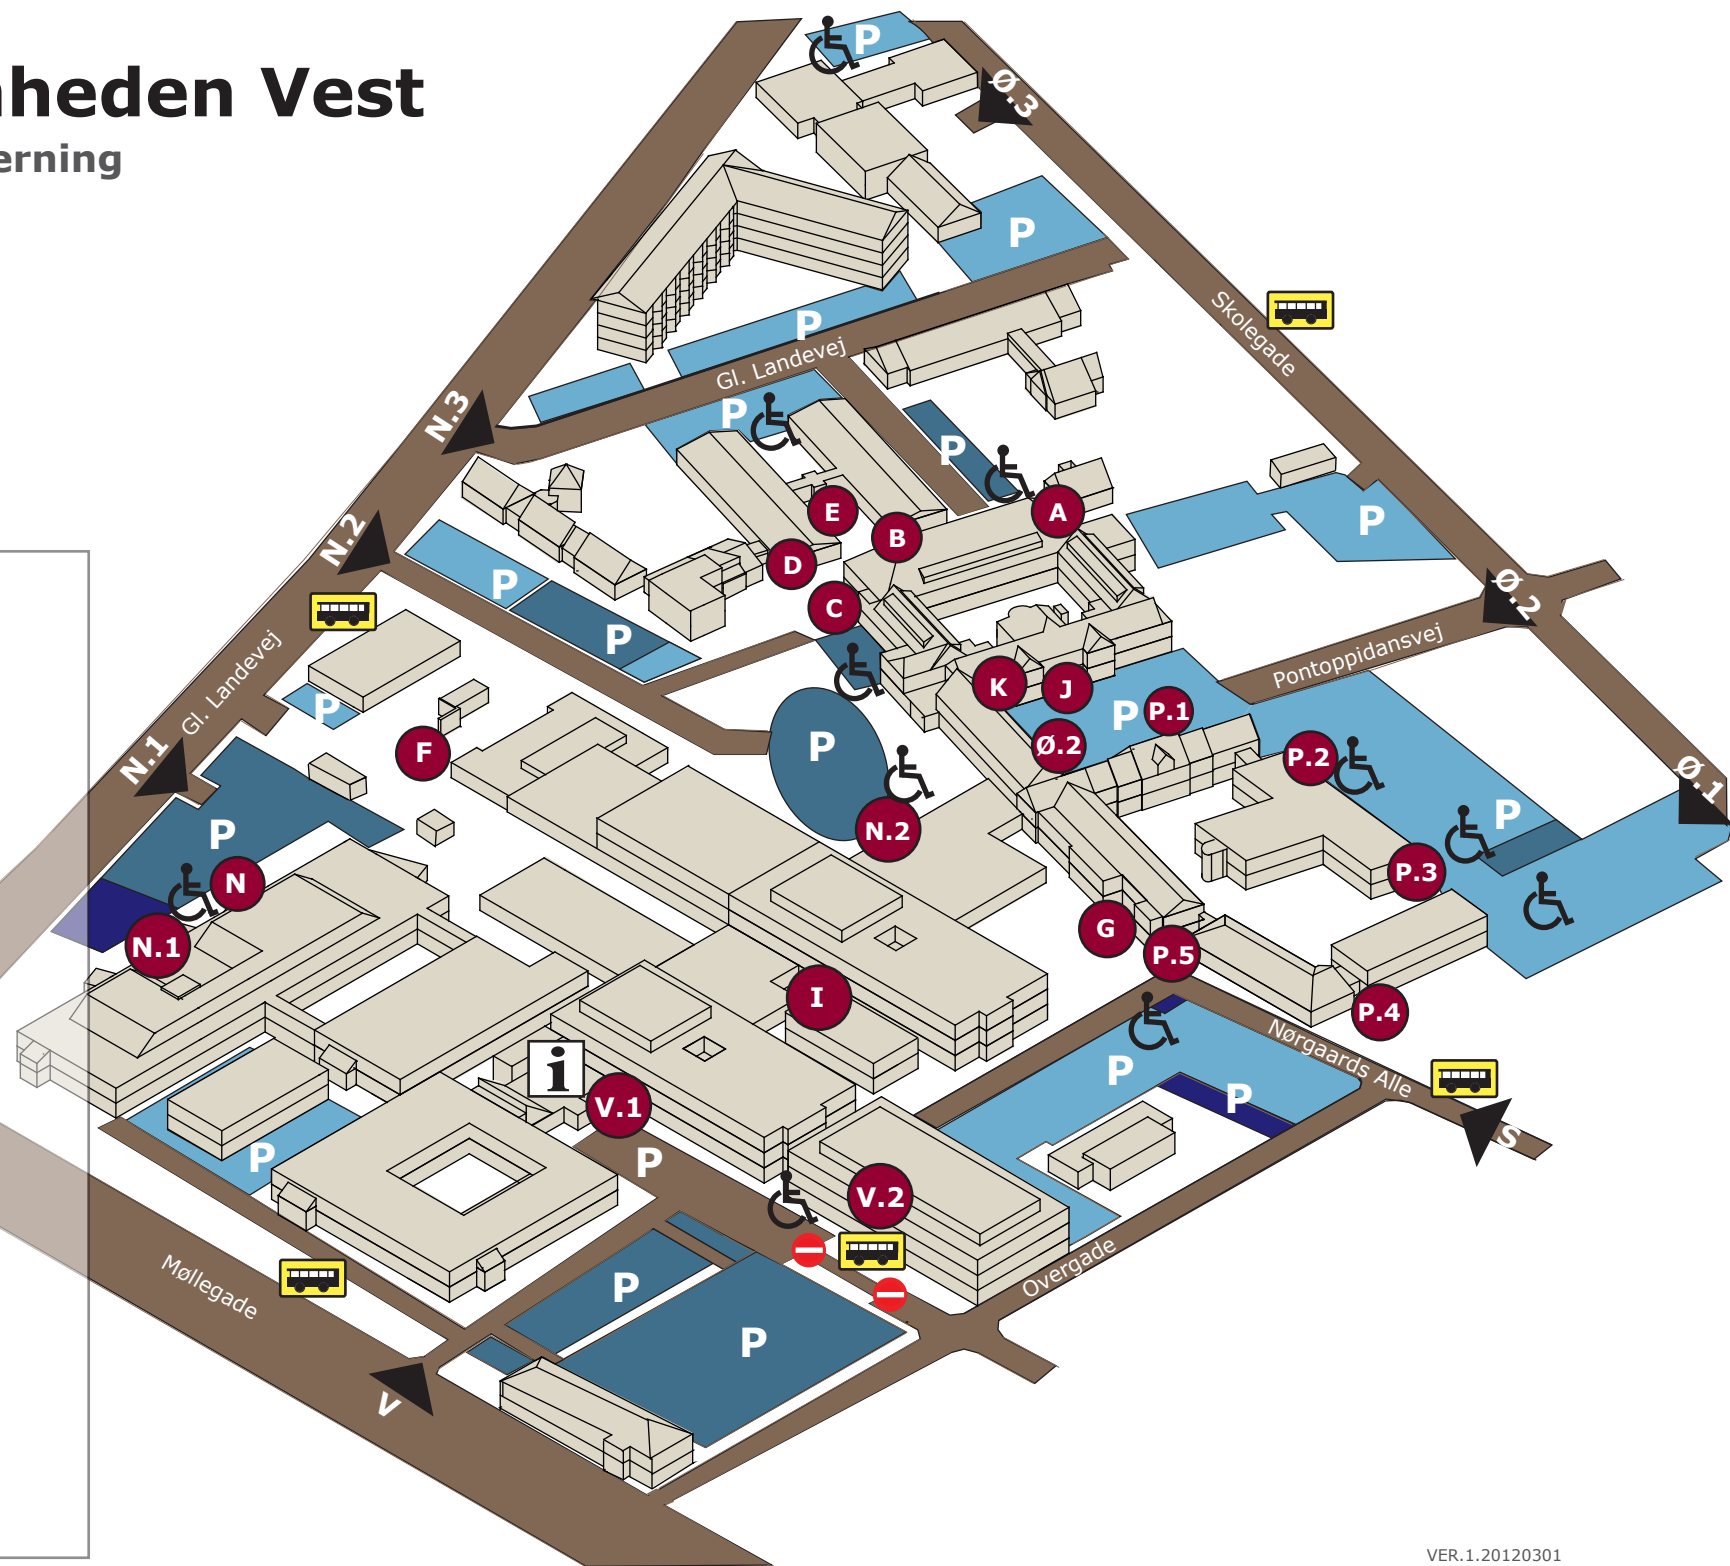 heden Vest
erning
P
Ø.3
P
Skolegade
P
Gl. Landevej
P
N.3
P
A
E
B
P
N.2
D
P
C
P
Ø.2
Gl. Landevej
P
Pontoppidansvej
K
J
P
P.1
N.1
F
P
Ø.2
P.2
Ø.1
P
N.2
P
N
P.3
N.1
G
P.5
I
P.4
Nørgaards Alle
P
P
S
i
V.1
P
P
V.2
Overgade
Møllegade
P
P
V
VER.1.20120301